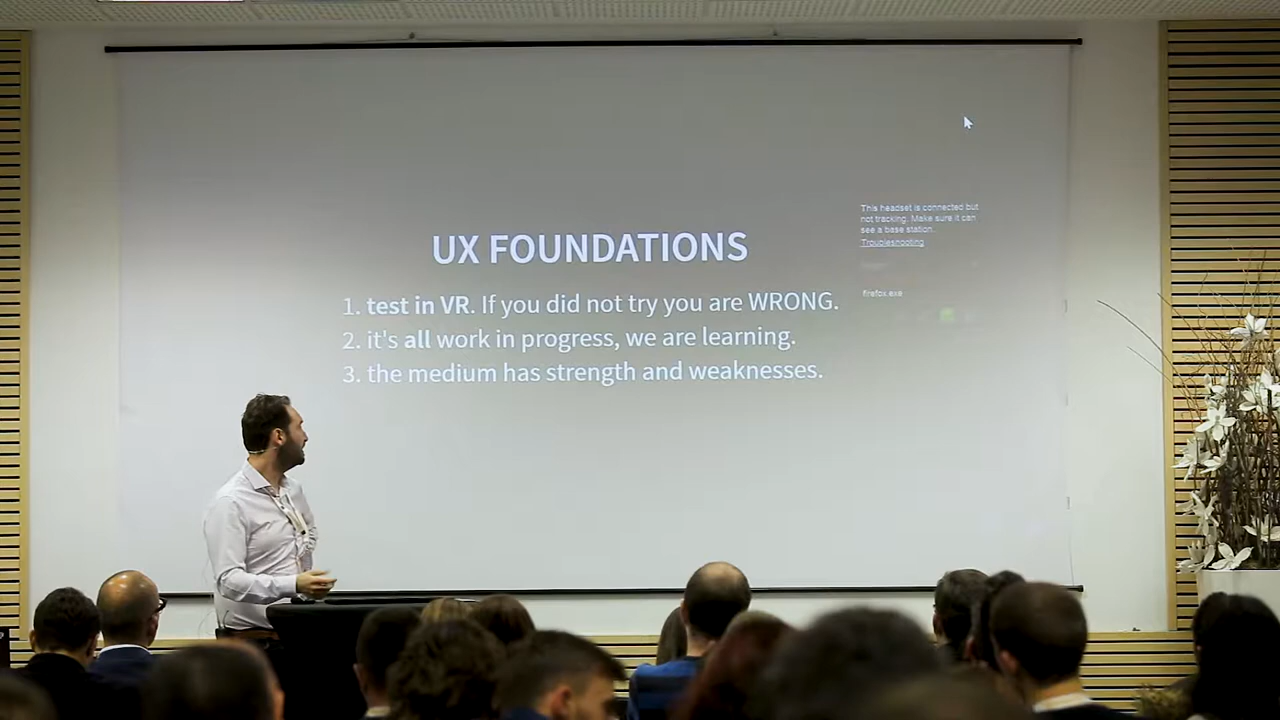 UX FOUNDATIONS
1. test in VR. If you did not try you are WRONG.
2. it's all work in progress, we are learning.
3. the medium has strength and weaknesses.
This headset is connected but
not tracking. Make sure it can
see a base station.
Troubleshooting
firefox.exe